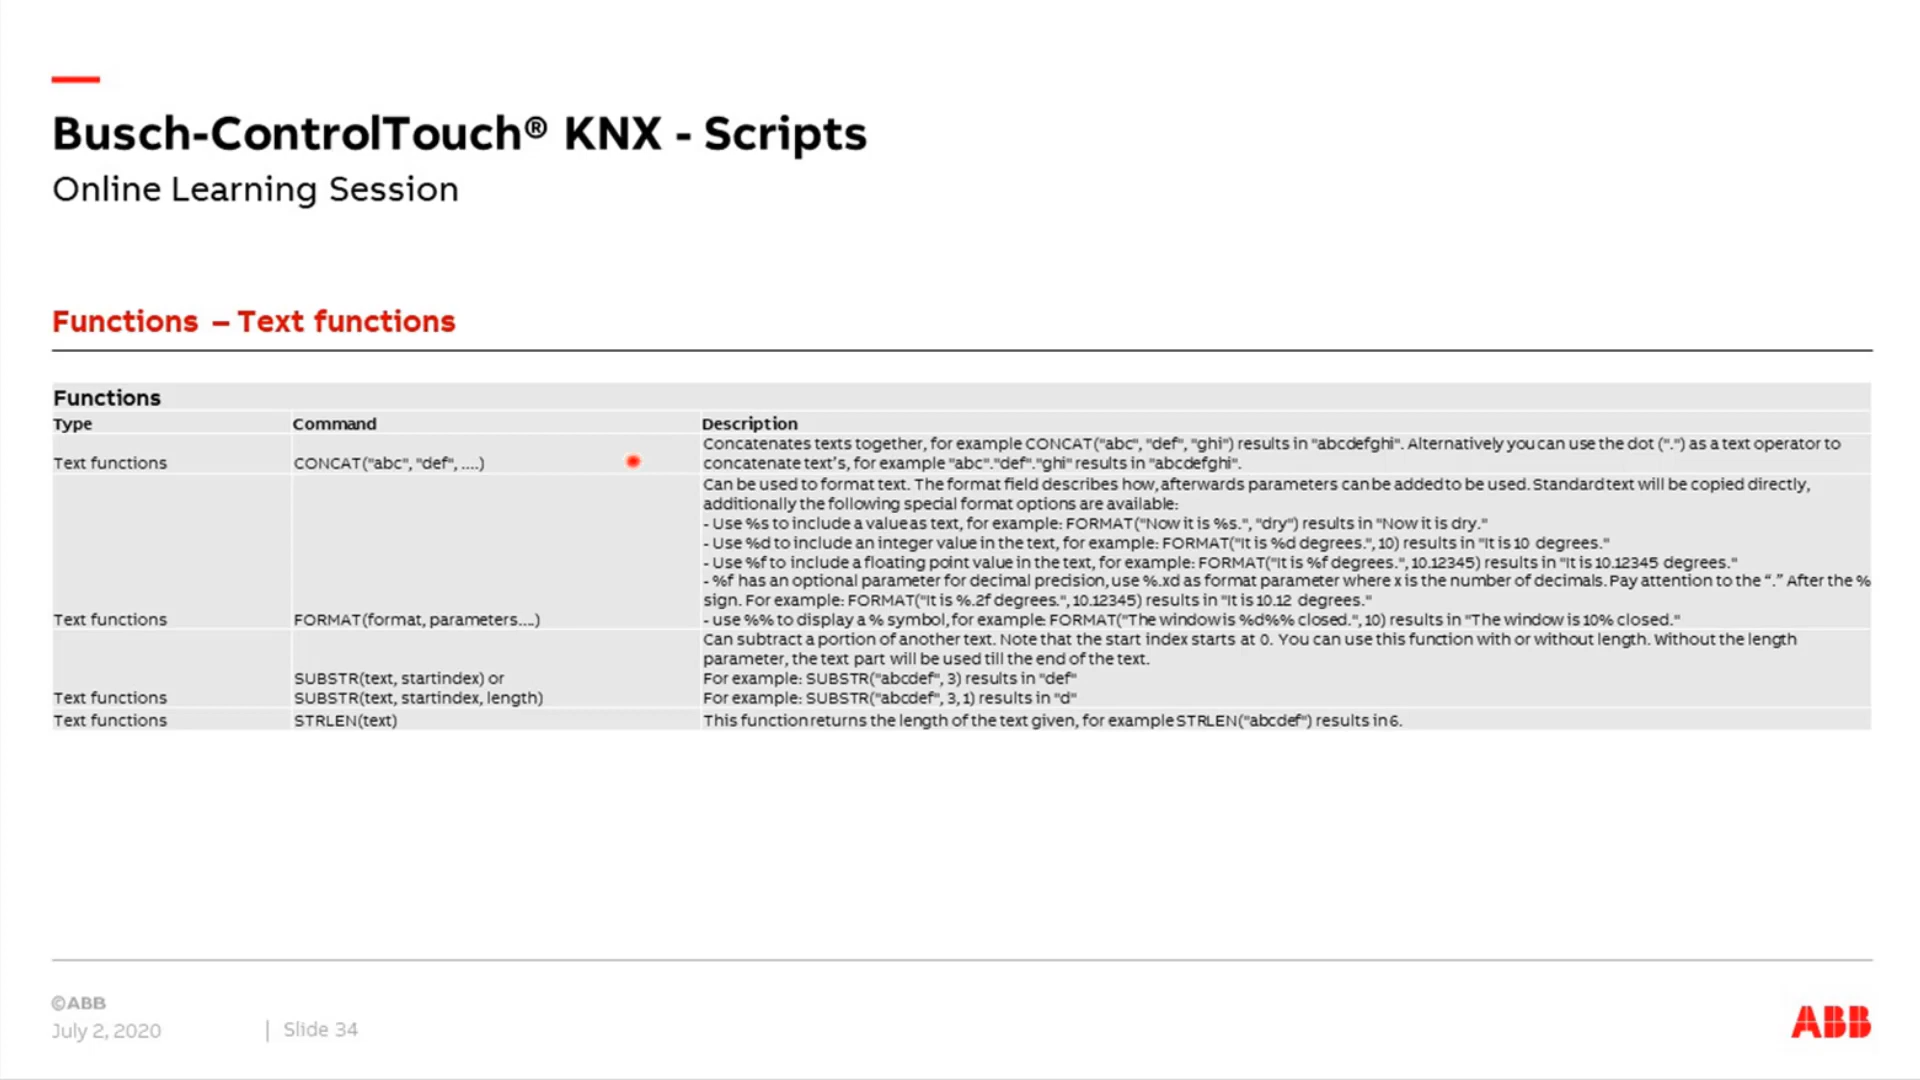 Busch-ControlTouch® KNX - Scripts
Online Learning Session
Functions – Text functions
Functions
Type Command Description
Text functions CONCAT("abc", "def", ....) Concatenates texts together, for example CONCAT("abc", "def", "ghi") results in "abcdefghi". Alternatively you can use the dot (".") as a text operator to
concatenate text's, for example "abc"."def"."ghi" results in "abcdefghi".
Can be used to format text. The format field describes how, afterwards parameters can be added to be used. Standard text will be copied directly,
additionally the following special format options are available:
- Use %s to include a value as text, for example: FORMAT("Now it is %s.", "dry") results in "Now it is dry."
- Use %d to include an integer value in the text, for example: FORMAT("It is %d degrees.", 10) results in "It is 10 degrees."
- Use %f to include a floating point value in the text, for example: FORMAT("It is %f degrees.", 10.12345) results in "It is 10.12345 degrees."
- %f has an optional parameter for decimal precision, use %.xd as format parameter where x is the number of decimals. Pay attention to the “.” After the %
sign. For example: FORMAT("It is %.2f degrees.", 10.12345) results in "It is 10.12 degrees."
Text functions FORMAT(format, parameters....) - use %% to display a % symbol, for example: FORMAT("The window is %d%% closed.", 10) results in "The window is 10% closed."
Can subtract a portion of another text. Note that the start index starts at 0. You can use this function with or without length. Without the length
parameter, the text part will be used till the end of the text.
SUBSTR(text, startindex) or For example: SUBSTR("abcdef", 3) results in "def"
Text functions SUBSTR(text, startindex, length) For example: SUBSTR("abcdef", 3, 1) results in "d"
Text functions STRLEN(text) This function returns the length of the text given, for example STRLEN("abcdef") results in 6.
©ABB
July 2, 2020 | Slide 34
ABB